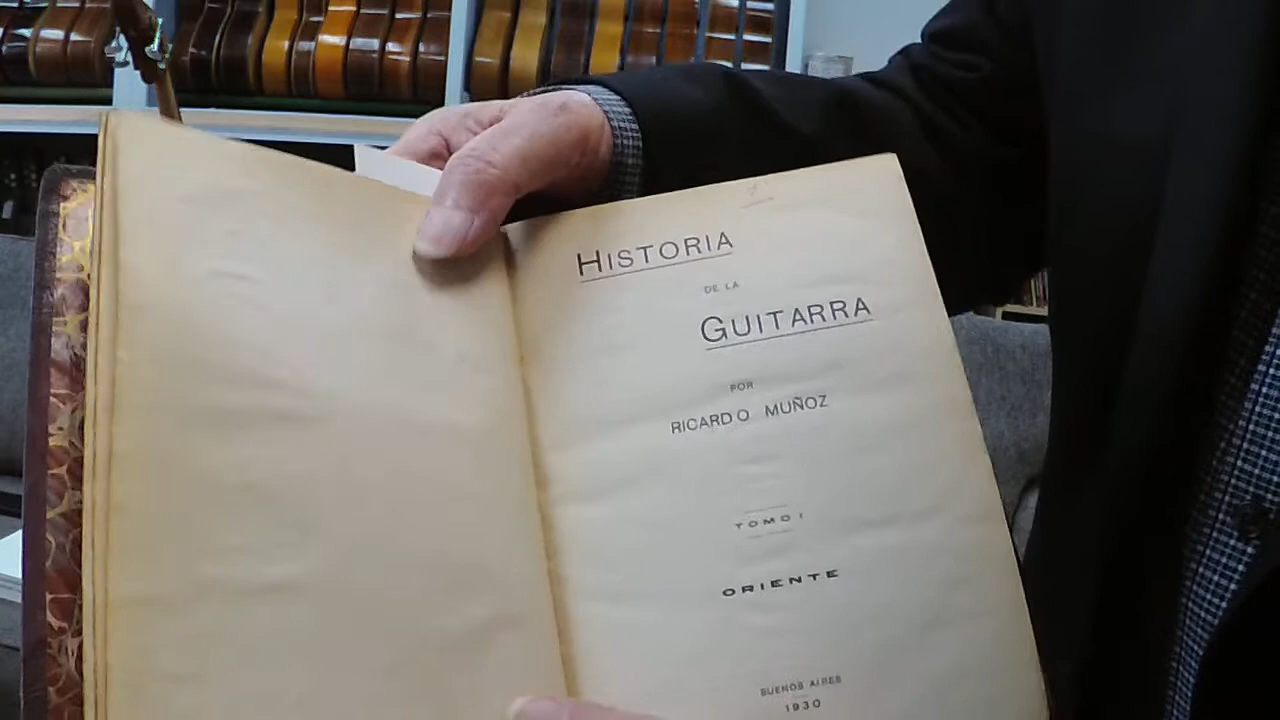 HISTORIA
DE LA
GUITARRA
POR
RICARDO MUÑOZ
TOMO I
ORIENTE
BUENOS AIRES
1930